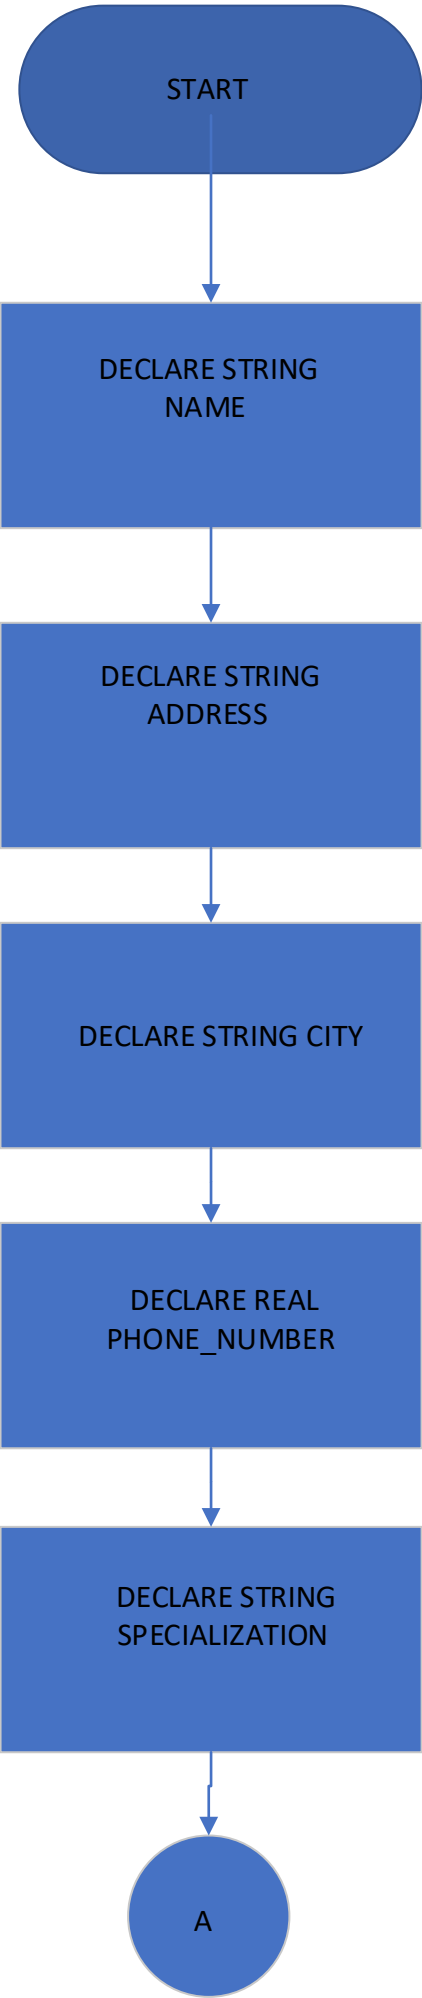 START
DECLARE STRING
NAME
DECLARE STRING
ADDRESS
DECLARE STRING CITY
DECLARE REAL
PHONE_NUMBER
DECLARE STRING
SPECIALIZATION
A